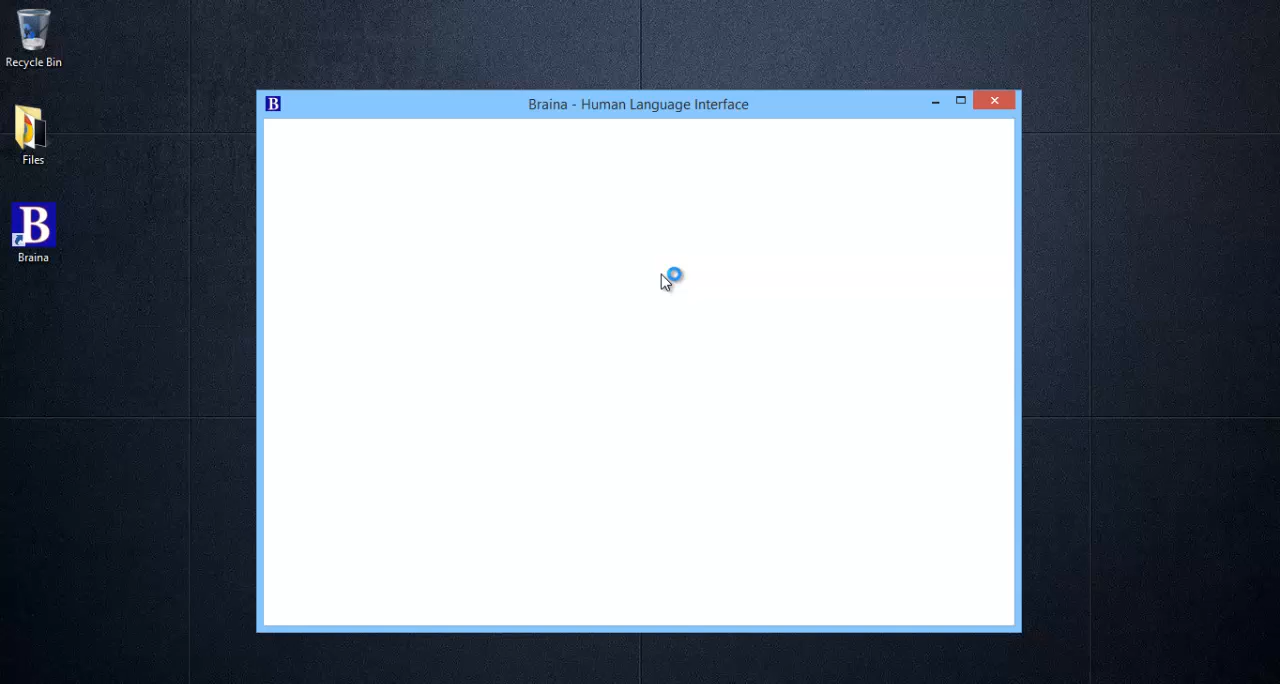 Recycle Bin
Files
B
Braina
B
Braina - Human Language Interface